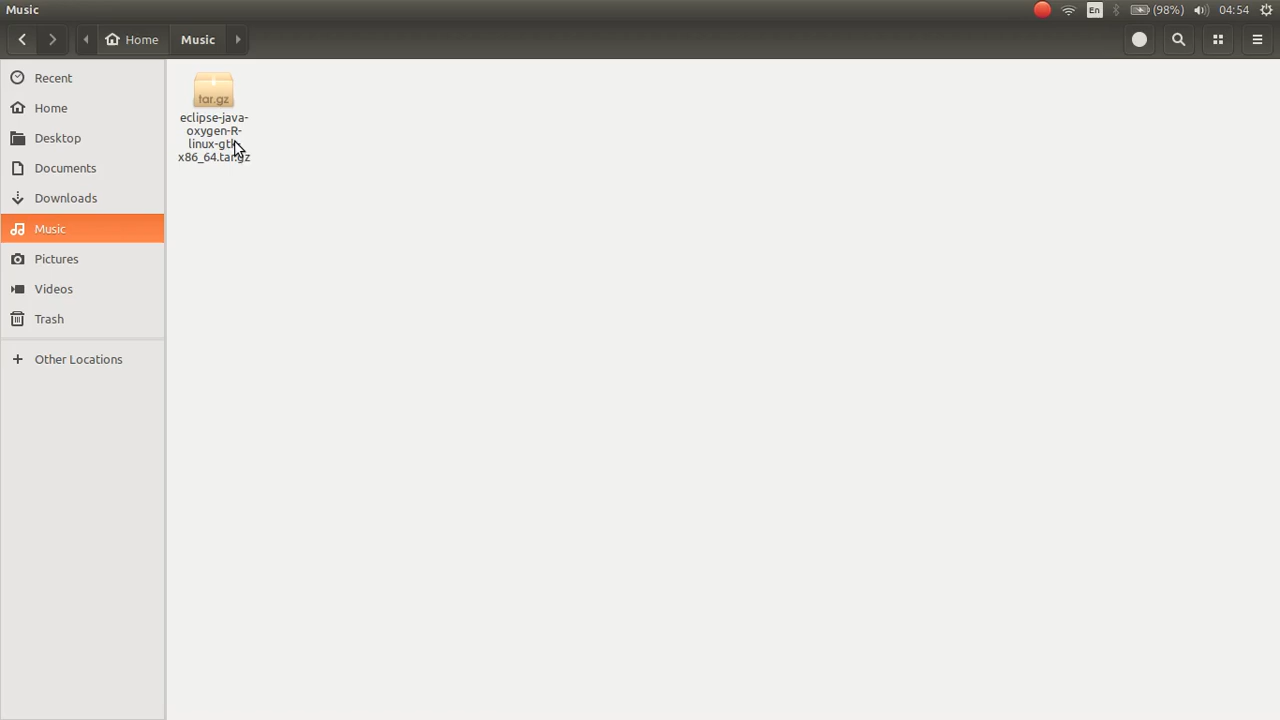 Music
En
(98%)
04:54
Home
Music
Recent
Home
Desktop
Documents
Downloads
Music
Pictures
Videos
Trash
Other Locations
tar.gz
eclipse-java-
oxygen-R-
linux-gtk-
x86_64.tar.gz